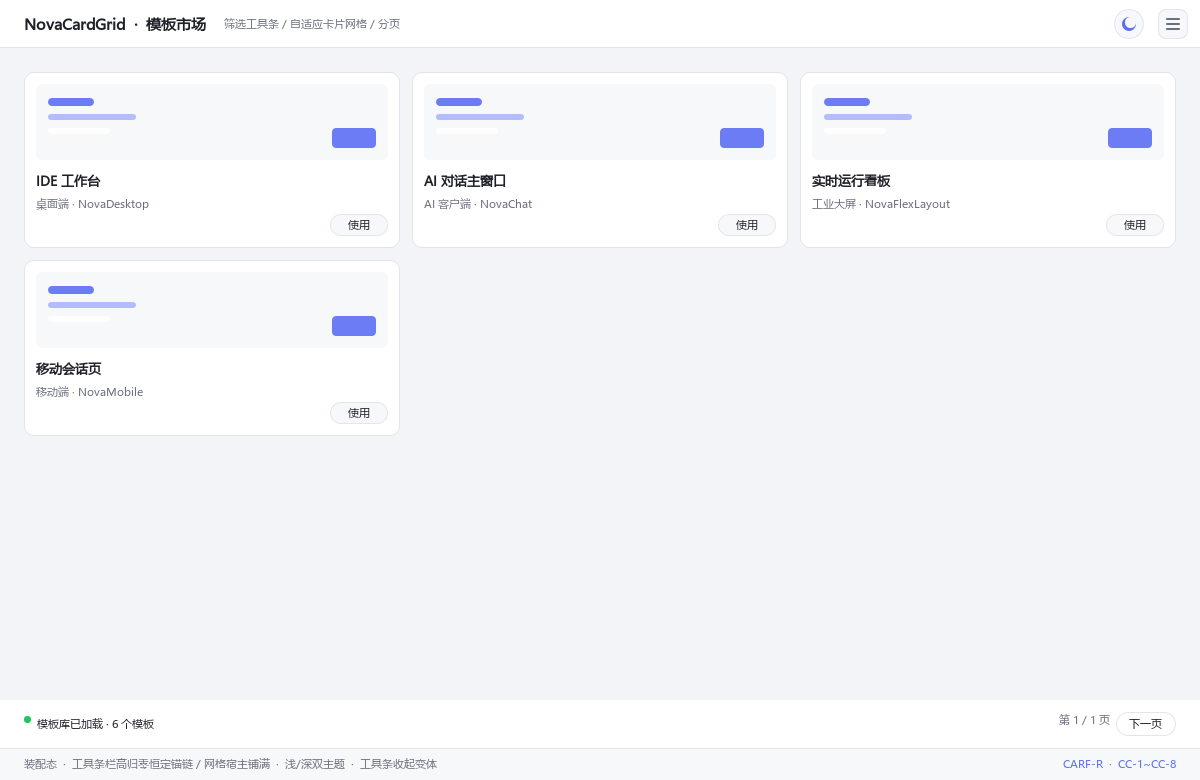 NovaCardGrid · 模板市场 筛选工具条 / 自适应卡片网格 / 分页
IDE 工作台
桌面端 · NovaDesktop
使用
AI 对话主窗口
AI 客户端 · NovaChat
使用
实时运行看板
工业大屏 · NovaFlexLayout
使用
移动会话页
移动端 · NovaMobile
使用
模板库已加载 · 6 个模板
第 1 / 1 页 下一页
装配态 · 工具条栏高归零恒定锚链 / 网格宿主铺满 · 浅/深双主题 · 工具条收起变体
CARF-R · CC-1~CC-8